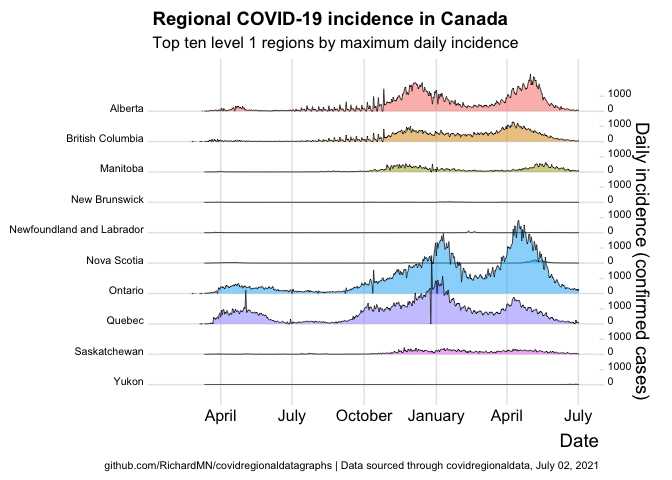 Regional COVID-19 incidence in Canada
Top ten level 1 regions by maximum daily incidence
Alberta
1000
0
British Columbia
1000
0
Manitoba
1000
0
New Brunswick
1000
0
Newfoundland and Labrador
1000
0
Nova Scotia
1000
0
Ontario
1000
0
Quebec
1000
0
Saskatchewan
1000
0
Yukon
1000
0
Daily incidence (confirmed cases)
April July October January April July
Date
github.com/RichardMN/covidregionaldatagraphs | Data sourced through covidregionaldata, July 02, 2021